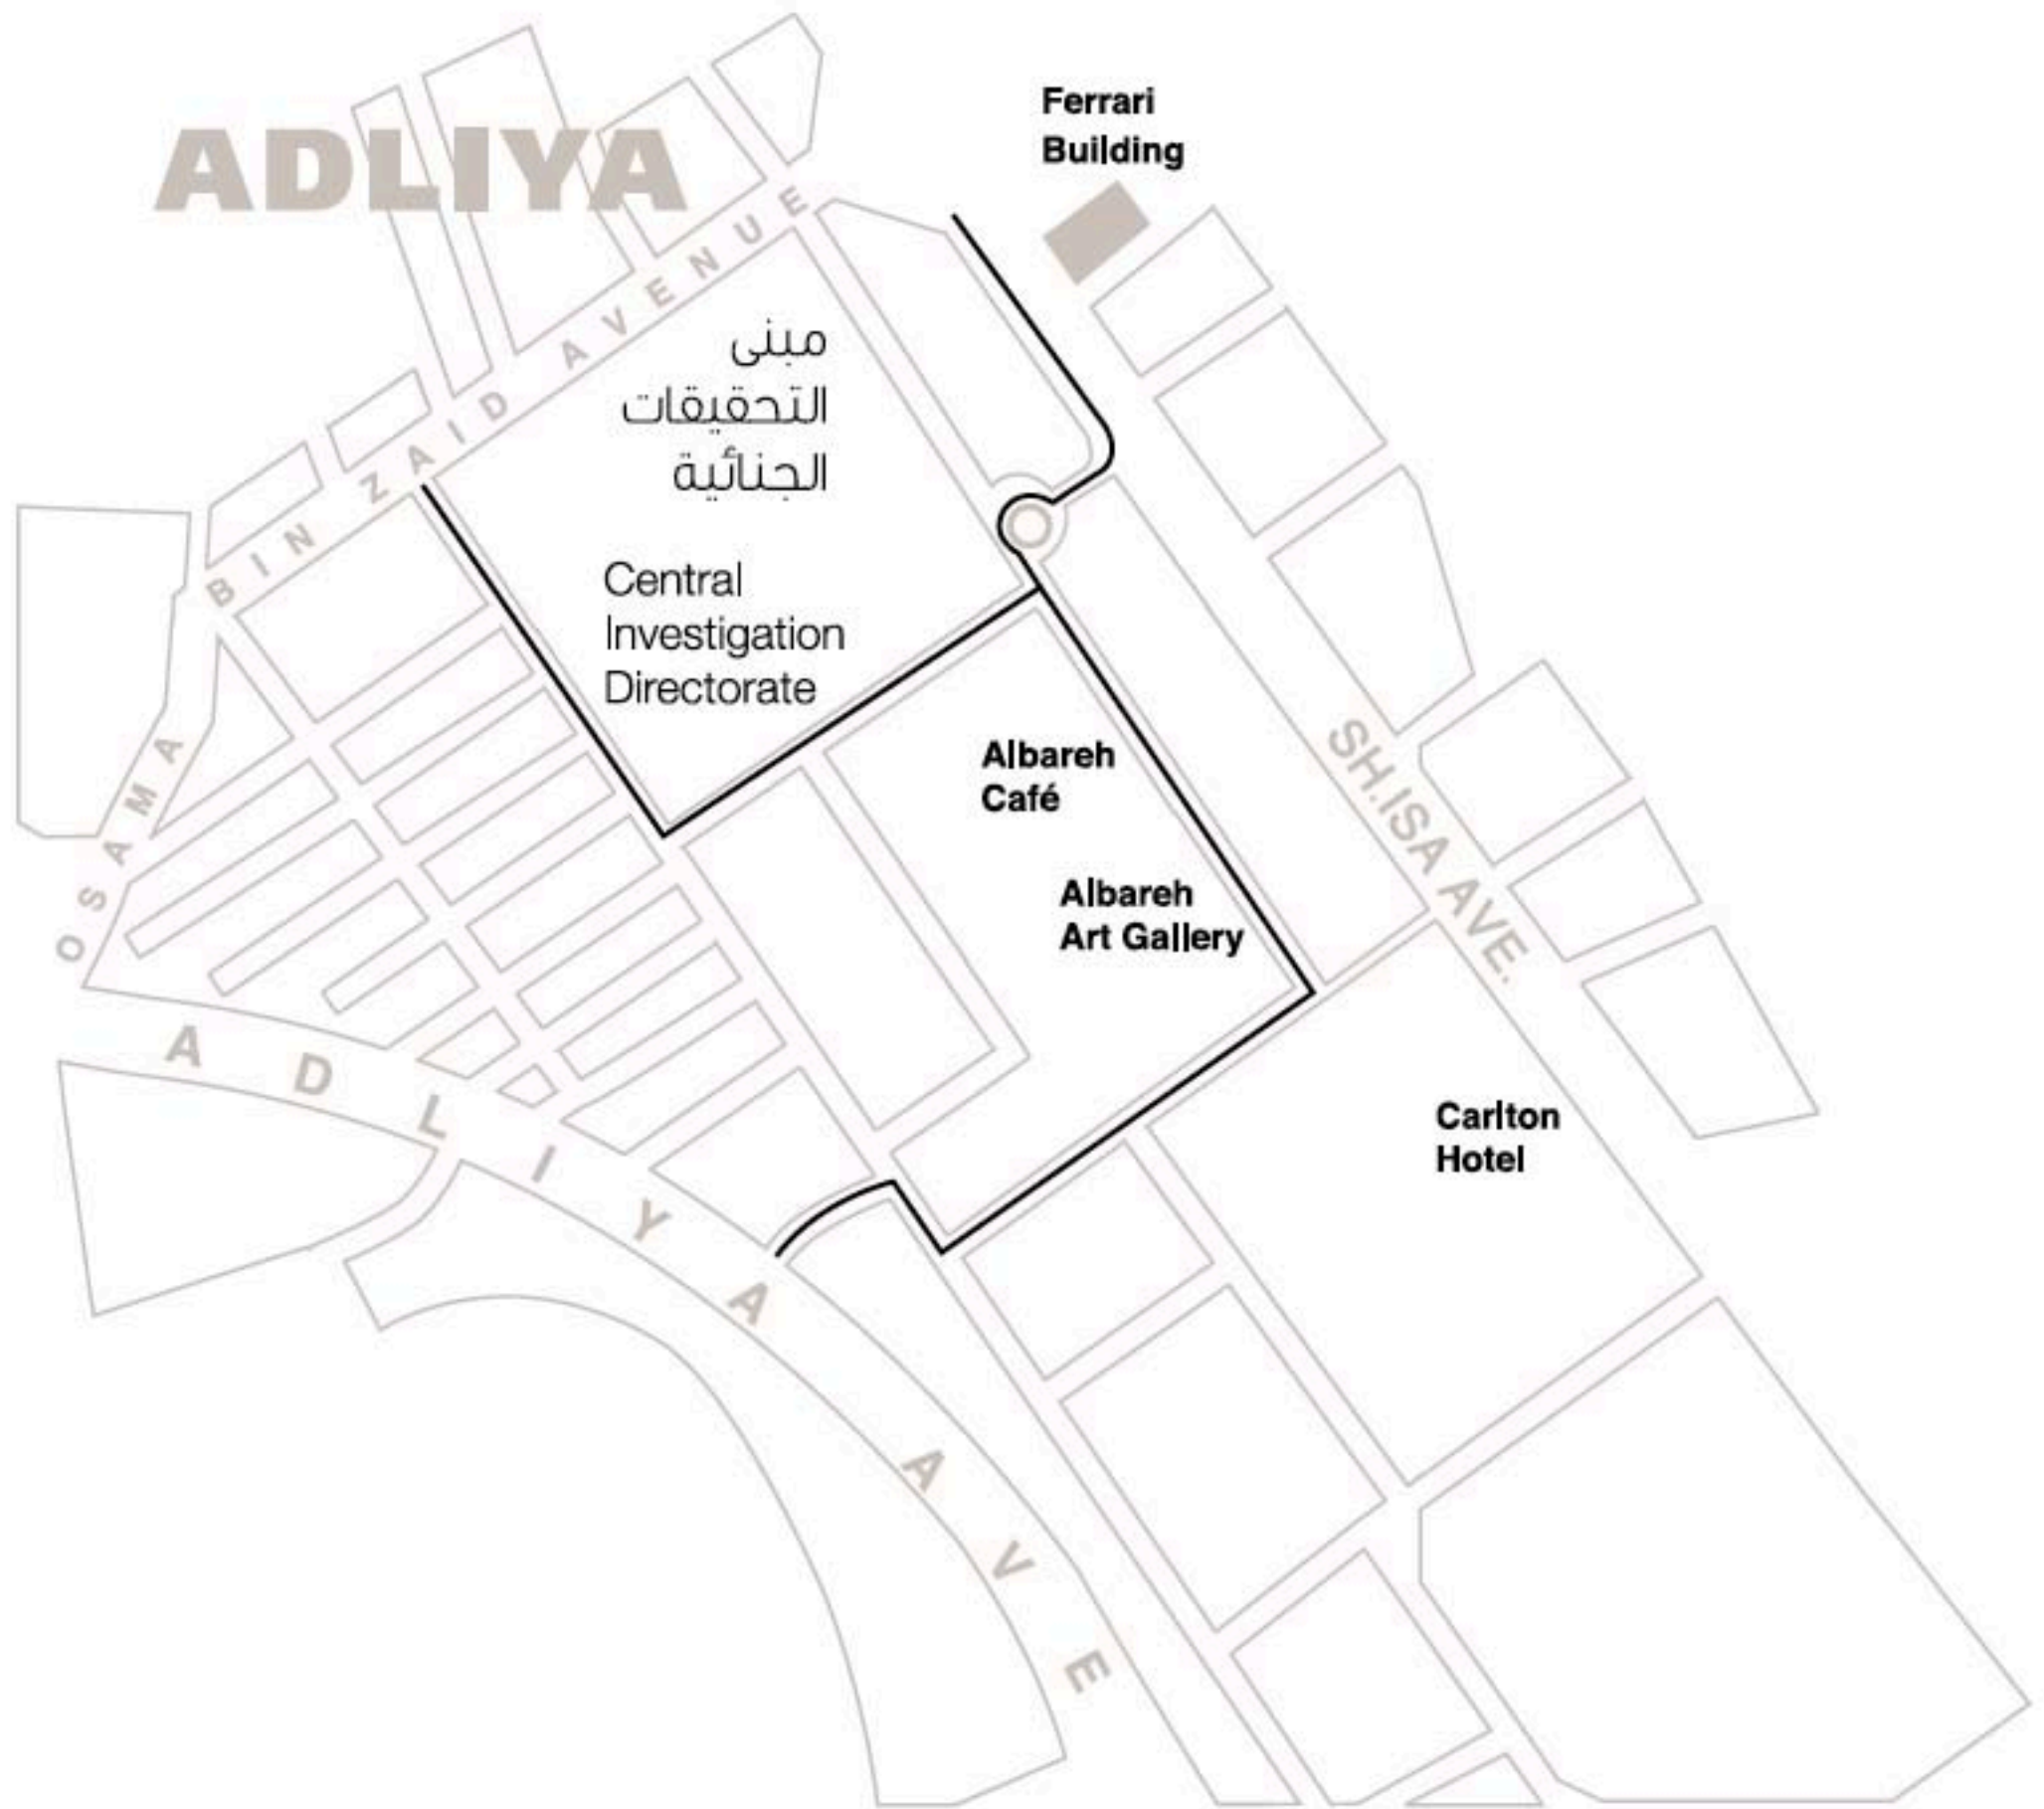 ADLIYA
Ferrari
Building
BIN ZAID AVENUE
مبنى
التحقيقات
الجنائية
Central
Investigation
Directorate
Albareh
Café
Albareh
Art Gallery
SH.ISA AVE.
OSAMA
ADLIYA AVE
Carlton
Hotel